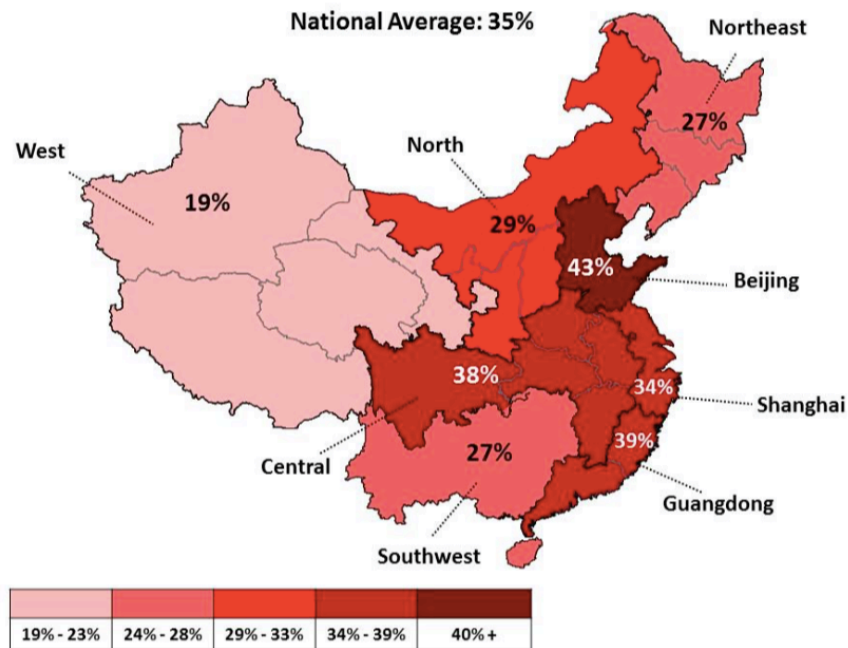 National Average: 35%
Northeast
27%
West
North
19%
29%
43%
Beijing
38%
34%
Shanghai
39%
27%
Central
Guangdong
Southwest
19% - 23% 24% - 28% 29% - 33% 34% - 39% 40% +